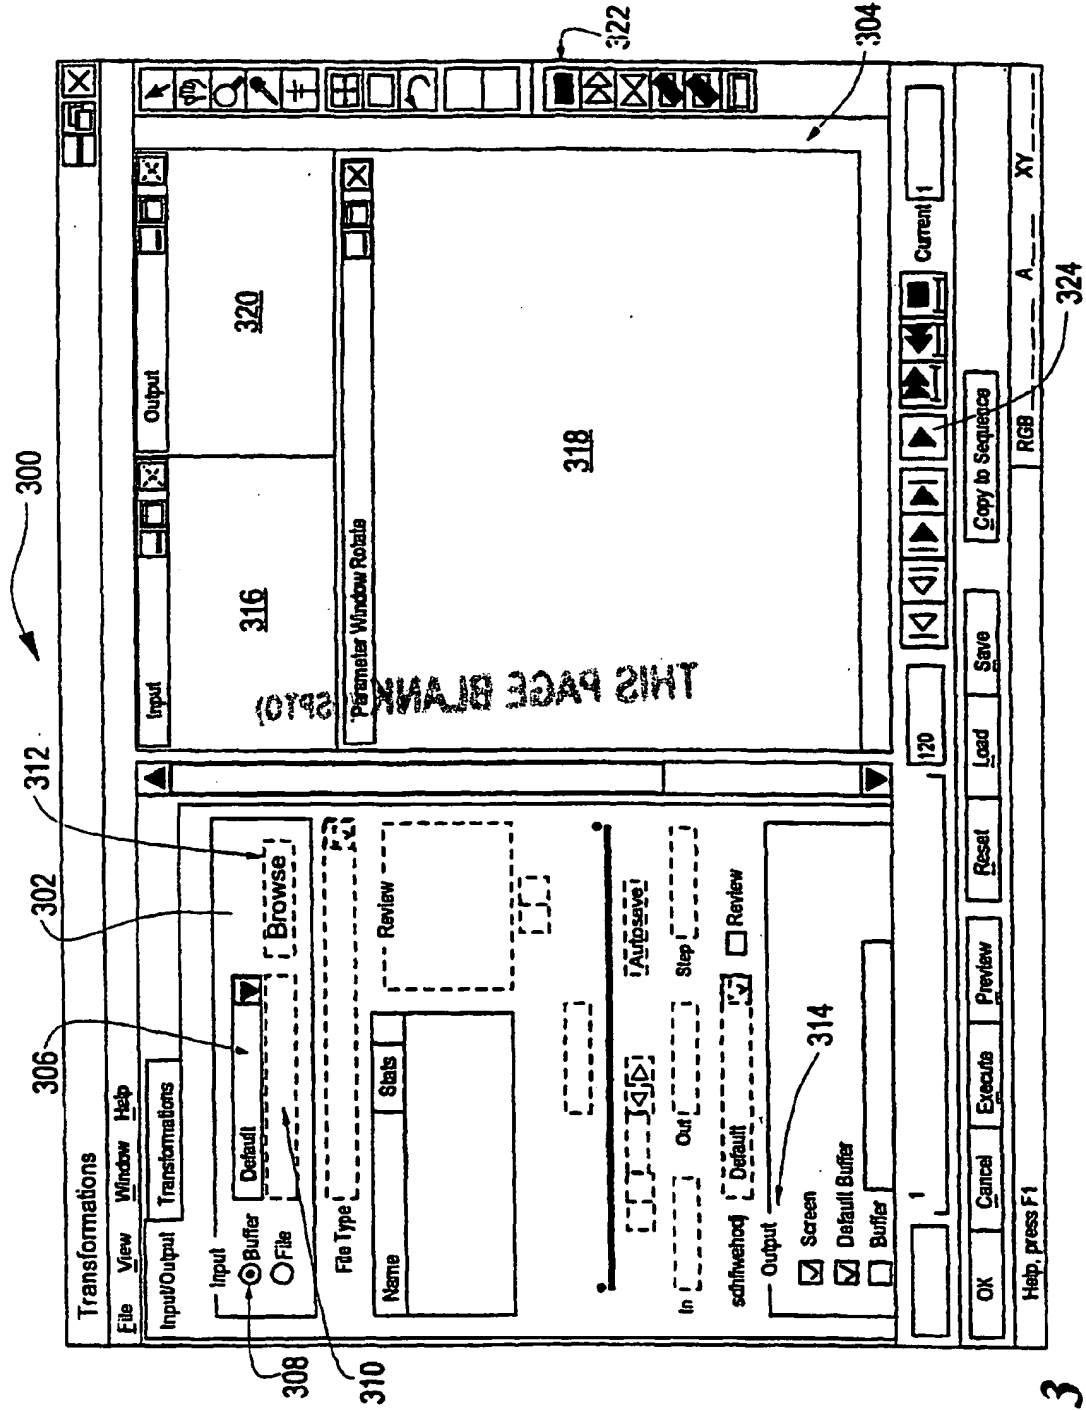 300
Transformations
File View Window Help
Input/Output Transformations
Input
Buffer Default
File Browse
File Type
Name Stats
Review
Autosave
In Out Step
sdhfiwehoqj Default Review
Output
Screen
Default Buffer
Buffer
Input
Output
316
320
Parameter Window Rotate
318
THIS PAGE BLANK (USPTO)
1
120
Current 1
OK Cancel Execute Preview Reset Load Save Copy to Sequence
Help, press F1
RGB A XY
302
304
306
308
310
312
314
322
324
3